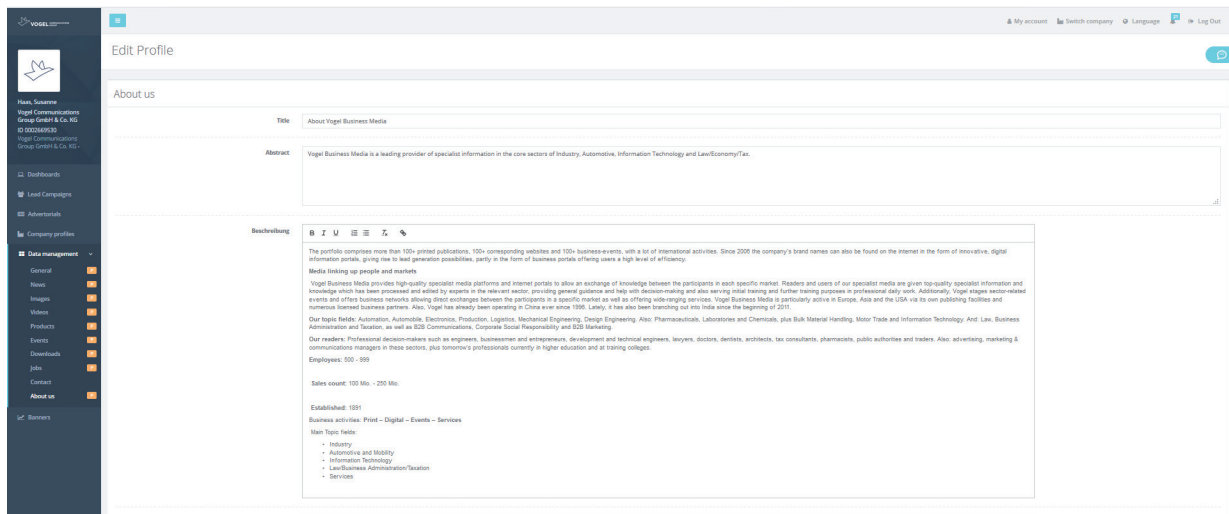 VOGEL
My account
Switch company
Language
Log Out
Edit Profile
Haas, Susanne
Vogel Communications
Group GmbH & Co. KG
ID 0002669530
Vogel Communications
Group GmbH & Co. KG -
Dashboards
Lead Campaigns
Advertorials
Company profiles
Data management
General
News
Images
Videos
Products
Events
Downloads
Jobs
Contact
About us
Banners
About us
Title
About Vogel Business Media
Abstract
Vogel Business Media is a leading provider of specialist information in the core sectors of Industry, Automotive, Information Technology and Law/Economy/Tax.
Beschreibung
B I U
The portfolio comprises more than 100+ printed publications, 100+ corresponding websites and 100+ business-events, with a lot of international activities. Since 2006 the company's brand names can also be found on the internet in the form of innovative, digital
information portals, giving rise to lead generation possibilities, partly in the form of business portals offering users a high level of efficiency.
Media linking up people and markets
Vogel Business Media provides high-quality specialist media platforms and internet portals to allow an exchange of knowledge between the participants in each specific market. Readers and users of our specialist media are given top-quality specialist information and
knowledge which has been processed and edited by experts in the relevant sector, providing general guidance and help with decision-making and also serving initial training and further training purposes in professional daily work. Additionally, Vogel stages sector-related
events and offers business networks allowing direct exchanges between the participants in a specific market as well as offering wide-ranging services. Vogel Business Media is particularly active in Europe, Asia and the USA via its own publishing facilities and
numerous licensed business partners. Also, Vogel has already been operating in China ever since 1996. Lately, it has also been branching out into India since the beginning of 2011.
Our topic fields: Automation, Automobile, Electronics, Production, Logistics, Mechanical Engineering, Design Engineering. Also: Pharmaceuticals, Laboratories and Chemicals, plus Bulk Material Handling, Motor Trade and Information Technology. And: Law, Business
Administration and Taxation, as well as B2B Communications, Corporate Social Responsibility and B2B Marketing.
Our readers: Professional decision-makers such as engineers, businessmen and entrepreneurs, development and technical engineers, lawyers, doctors, dentists, architects, tax consultants, pharmacists, public authorities and traders. Also: advertising, marketing &
communications managers in these sectors, plus tomorrow's professionals currently in higher education and at training colleges.
Employees: 500 - 999
Sales count: 100 Mio. - 250 Mio.
Established: 1891
Business activities: Print – Digital – Events – Services
Main Topic fields:
• Industry
• Automotive and Mobility
• Information Technology
• Law/Business Administration/Taxation
• Services